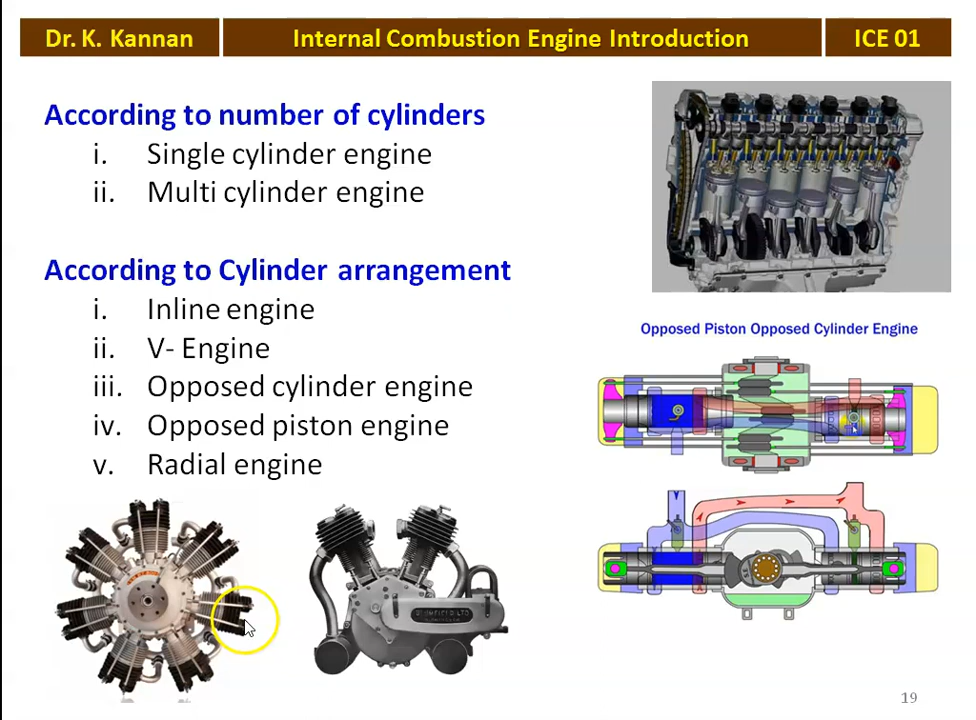 Dr. K. Kannan
Internal Combustion Engine Introduction
ICE 01
According to number of cylinders
i. Single cylinder engine
ii. Multi cylinder engine
According to Cylinder arrangement
i. Inline engine
ii. V- Engine
iii. Opposed cylinder engine
iv. Opposed piston engine
v. Radial engine
Opposed Piston Opposed Cylinder Engine
19